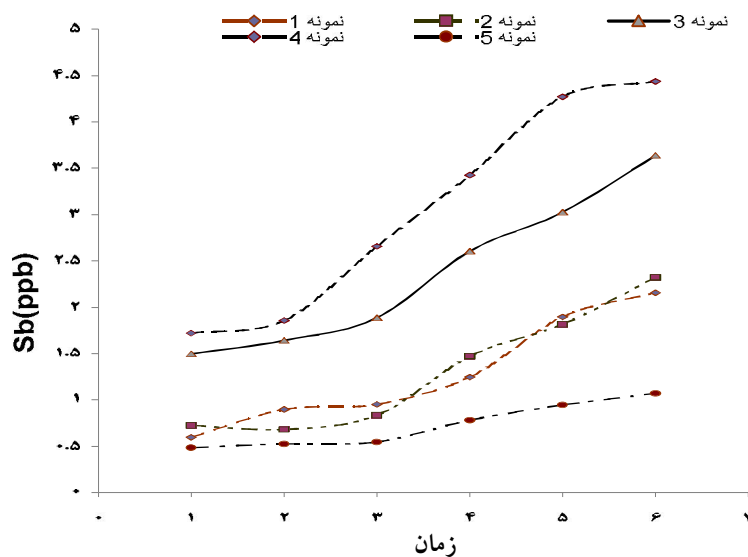 نمونه 1
نمونه 2
نمونه 3
نمونه 4
نمونه 5
۵
۴.۵
۴
۳.۵
۳
۲.۵
۲
۱.۵
۱
۰.۵
۰
Sb(ppb)
۰ ۱ ۲ ۳ ۴ ۵ ۶ ۷
زمان